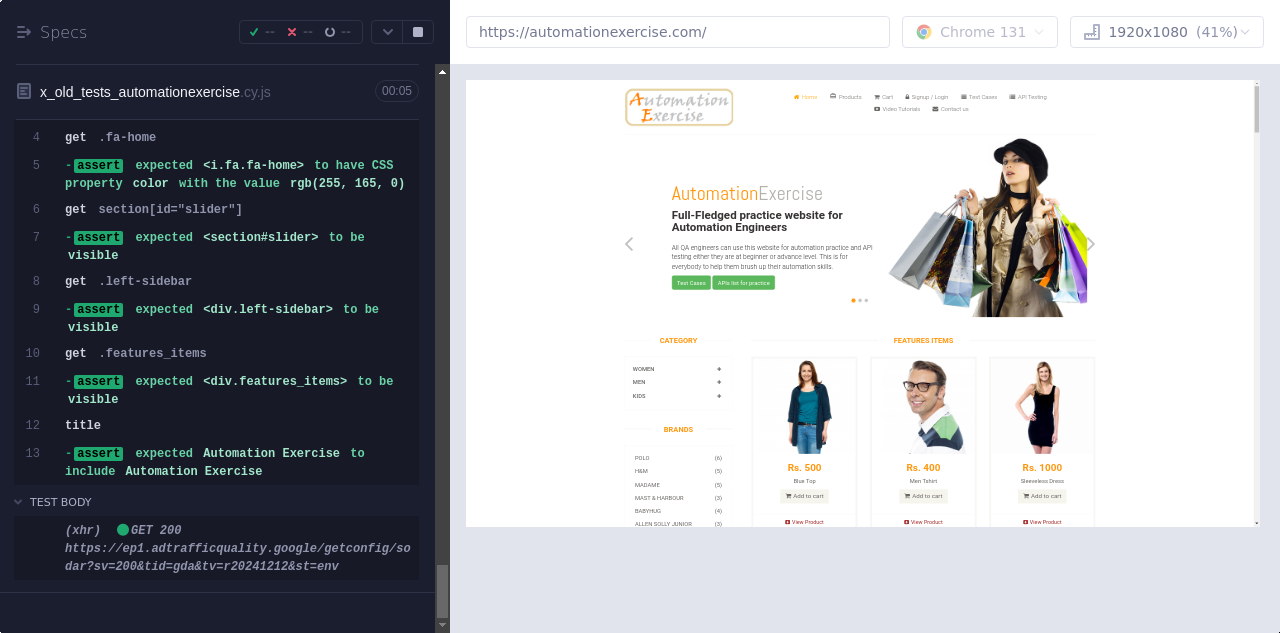 Specs
-- -- --
https://automationexercise.com/
Chrome 131
1920x1080 (41%)
x_old_tests_automationexercise.cy.js
00:05
4 get .fa-home
5 -assert expected <i.fa.fa-home> to have CSS
property color with the value rgb(255, 165, 0)
6 get section[id="slider"]
7 -assert expected <section#slider> to be
visible
8 get .left-sidebar
9 -assert expected <div.left-sidebar> to be
visible
10 get .features_items
11 -assert expected <div.features_items> to be
visible
12 title
13 -assert expected Automation Exercise to
include Automation Exercise
TEST BODY
(xhr) GET 200
https://ep1.adtrafficquality.google/getconfig/so
dar?sv=200&tid=gda&tv=r20241212&st=env
Automation
Exercise
Home Products Cart Signup / Login Test Cases API Testing
Video Tutorials Contact us
AutomationExercise
Full-Fledged practice website for
Automation Engineers
All QA engineers can use this website for automation practice and API
testing either they are at beginner or advance level. This is for
everybody to help them brush up their automation skills.
Test Cases APIs list for practice
CATEGORY
WOMEN +
MEN +
KIDS +
BRANDS
POLO (6)
H&M (5)
MADAME (5)
MAST & HARBOUR (3)
BABYHUG (4)
ALLEN SOLLY JUNIOR (3)
FEATURES ITEMS
Rs. 500
Blue Top
Add to cart
View Product
Rs. 400
Men Tshirt
Add to cart
View Product
Rs. 1000
Sleeveless Dress
Add to cart
View Product